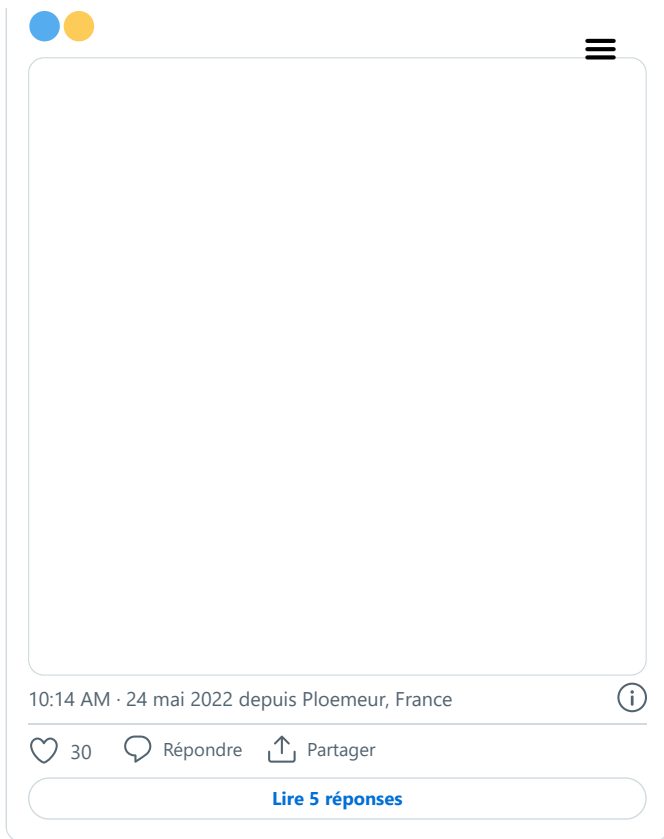 10:14 AM · 24 mai 2022 depuis Ploemeur, France
30 Répondre Partager
Lire 5 réponses